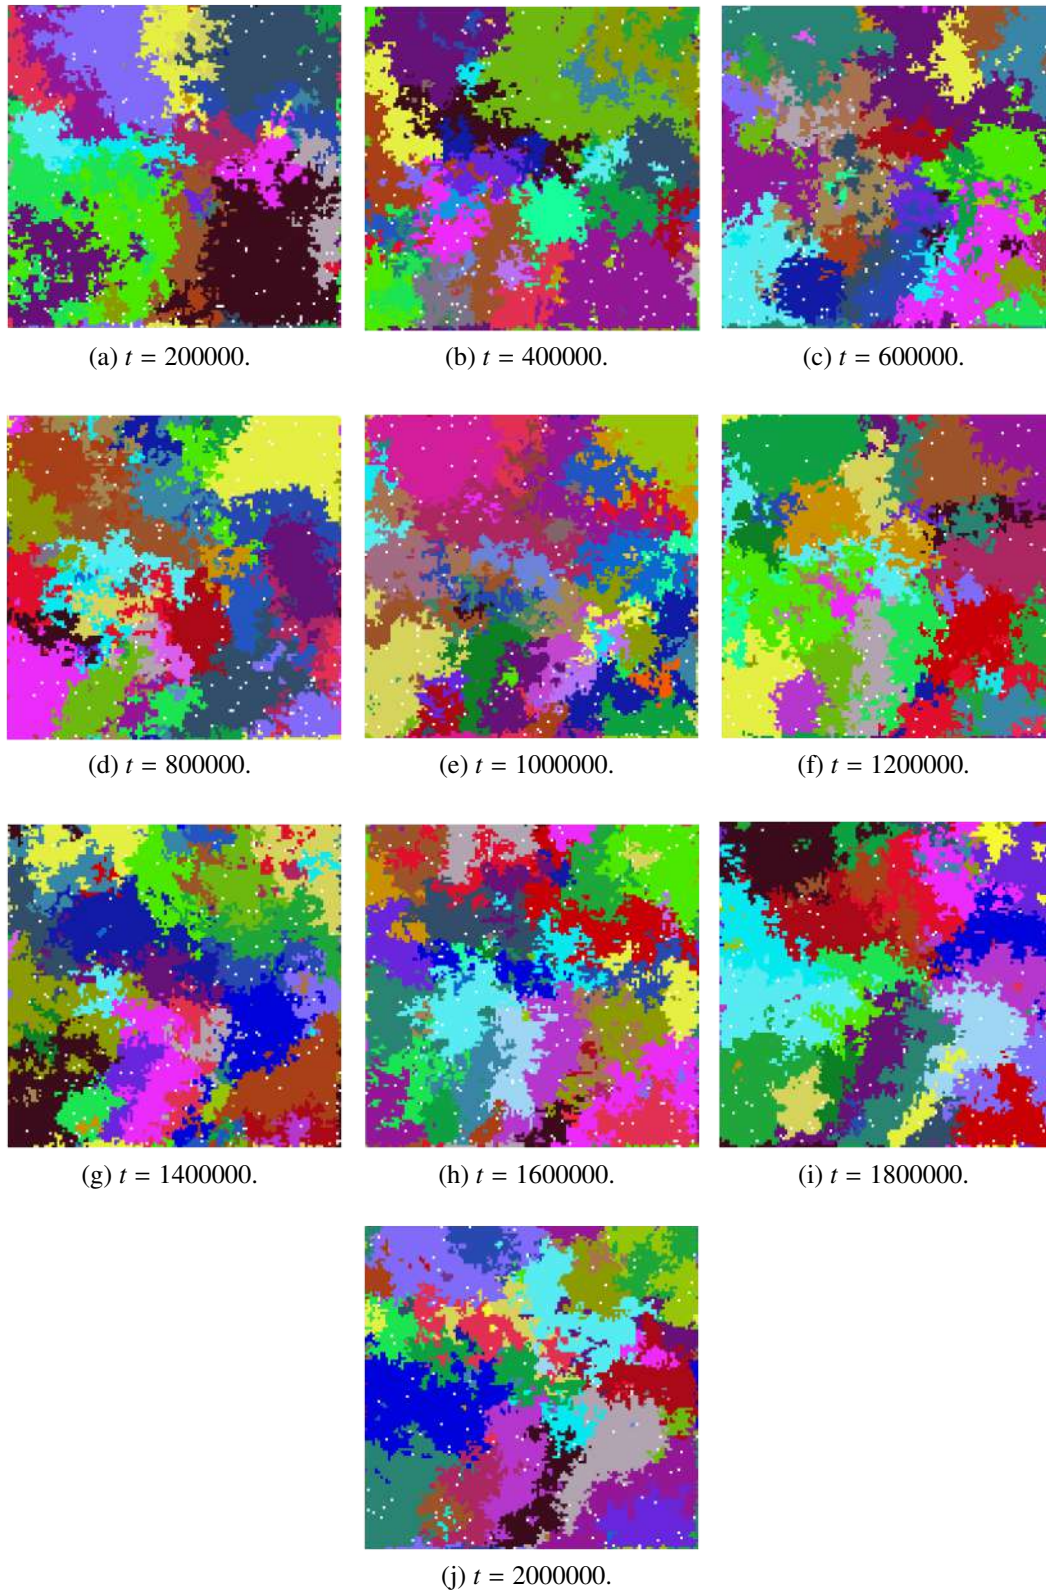 (a) t = 200000.
(b) t = 400000.
(c) t = 600000.
(d) t = 800000.
(e) t = 1000000.
(f) t = 1200000.
(g) t = 1400000.
(h) t = 1600000.
(i) t = 1800000.
(j) t = 2000000.